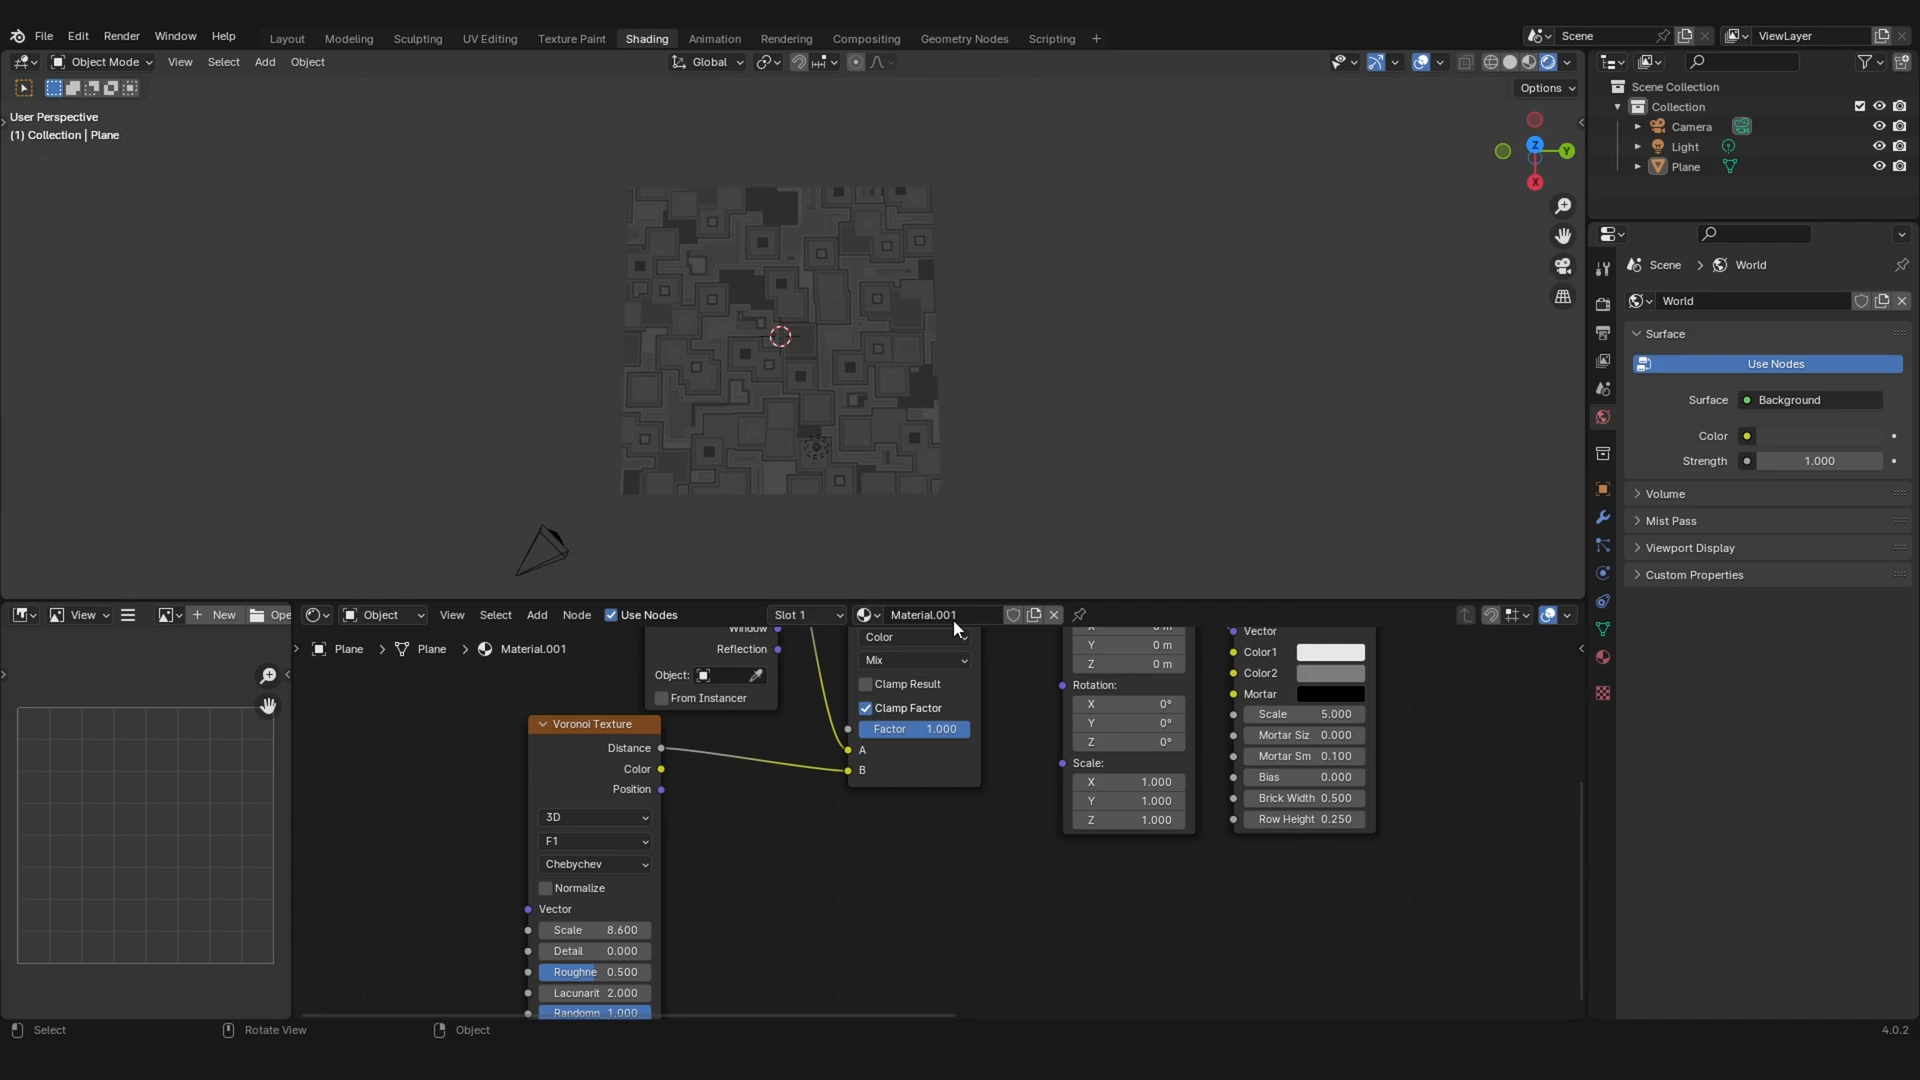 File Edit Render Window Help Layout Modeling Sculpting UV Editing Texture Paint Shading Animation Rendering Compositing Geometry Nodes Scripting + Scene ViewLayer
Object Mode View Select Add Object Global
Options
User Perspective
(1) Collection | Plane
Z
Y
X
Scene Collection
Collection
Camera
Light
Plane
Scene > World
World
Surface
Use Nodes
Surface Background
Color
Strength 1.000
Volume
Mist Pass
Viewport Display
Custom Properties
View + New Ope
Object View Select Add Node Use Nodes Slot 1 Material.001
Plane > Plane > Material.001
Window
Reflection
Object:
From Instancer
Voronoi Texture
Distance
Color
Position
3D
F1
Chebychev
Normalize
Vector
Scale 8.600
Detail 0.000
Roughne 0.500
Lacunarit 2.000
Randomn 1.000
Color
Mix
Clamp Result
Clamp Factor
Factor 1.000
A
B
X 0 m
Y 0 m
Z 0 m
Rotation:
X 0°
Y 0°
Z 0°
Scale:
X 1.000
Y 1.000
Z 1.000
Vector
Color1
Color2
Mortar
Scale 5.000
Mortar Siz 0.000
Mortar Sm 0.100
Bias 0.000
Brick Width 0.500
Row Height 0.250
Select Rotate View Object 4.0.2